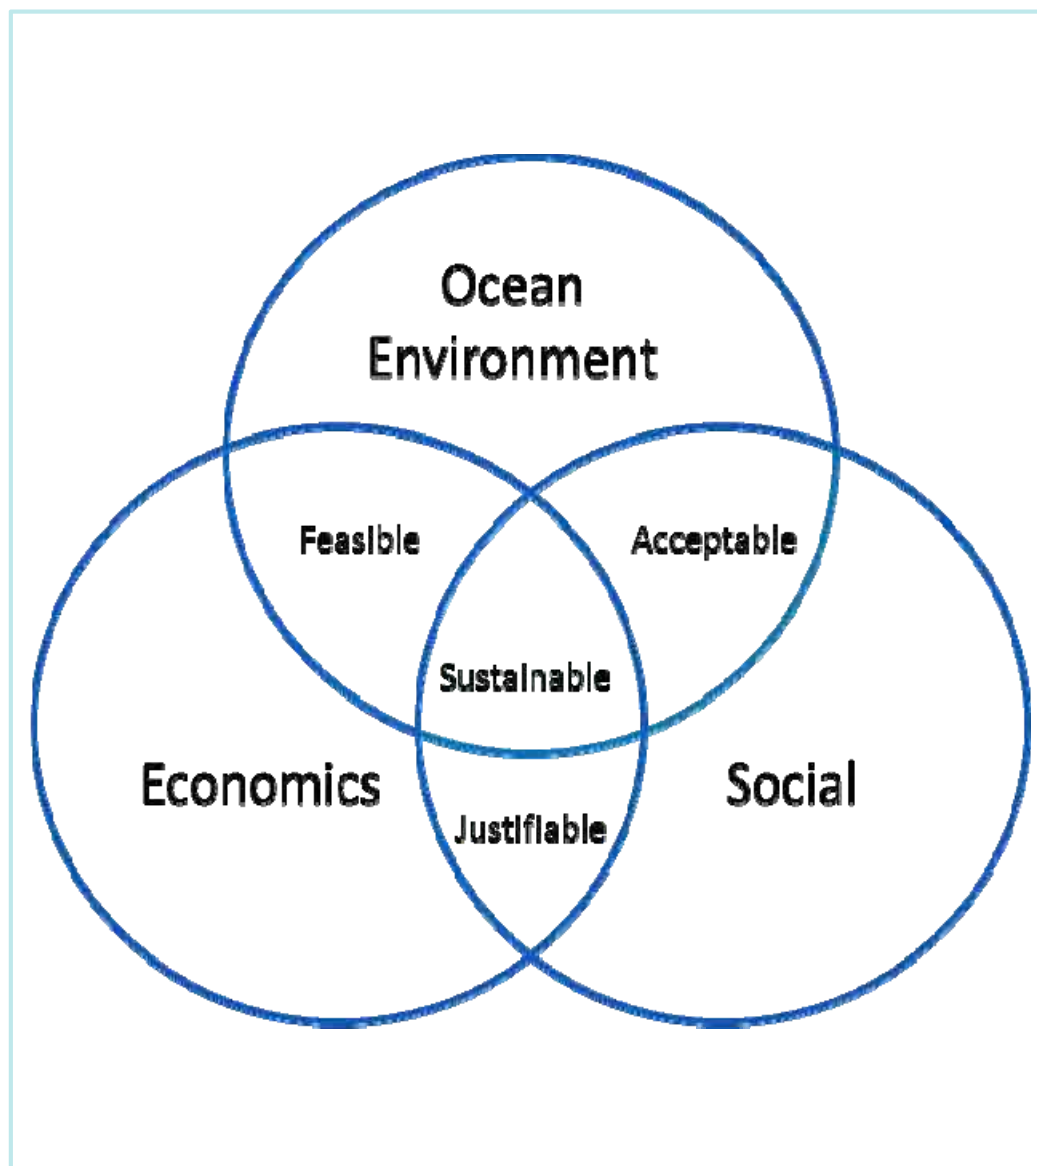 Ocean
Environment
Feasible
Acceptable
Sustainable
Economics
Social
Justifiable